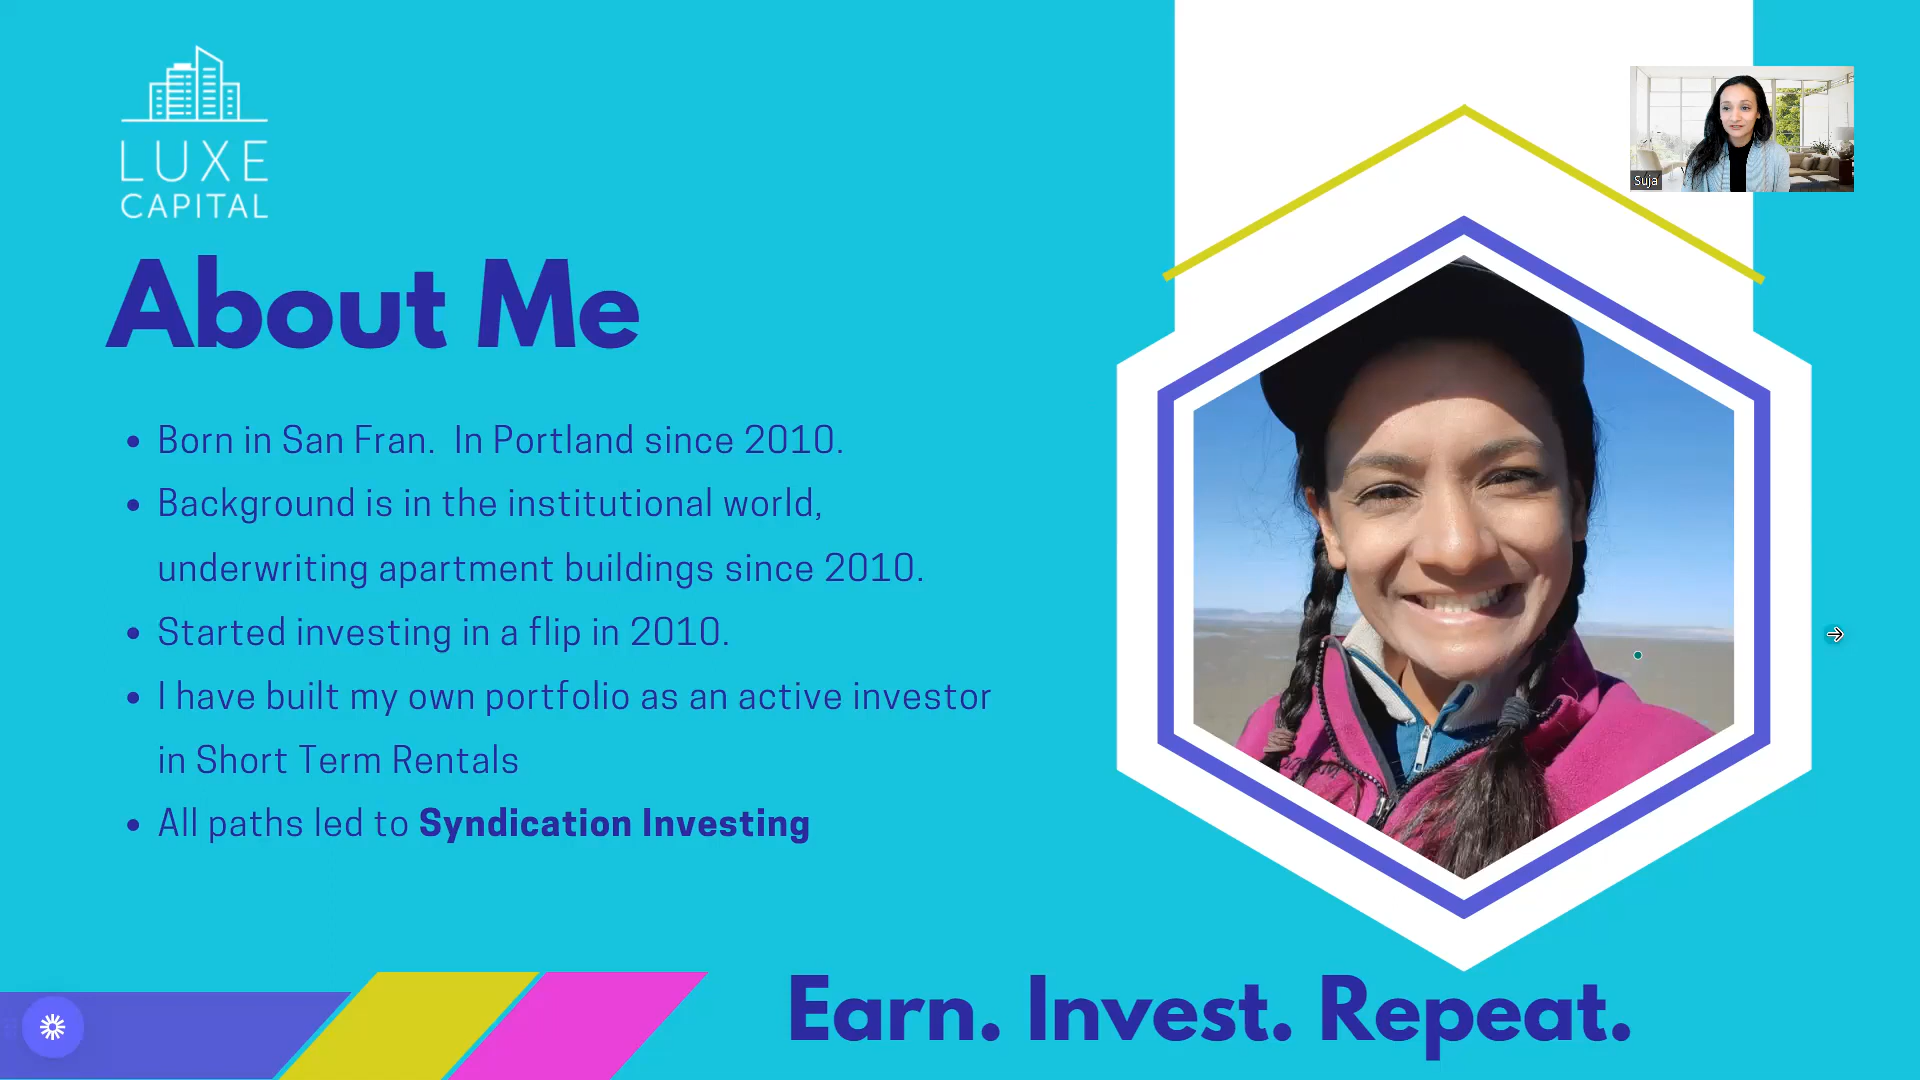 LUXE
CAPITAL
Suja
About Me
Born in San Fran.  In Portland since 2010.
Background is in the institutional world,
underwriting apartment buildings since 2010.
Started investing in a flip in 2010.
I have built my own portfolio as an active investor
in Short Term Rentals
All paths led to Syndication Investing
Earn. Invest. Repeat.